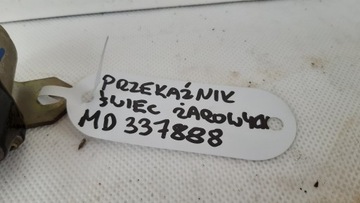 PRZEKAŹNIK
ŚWIEC ŻAROWYCH
MD 337888